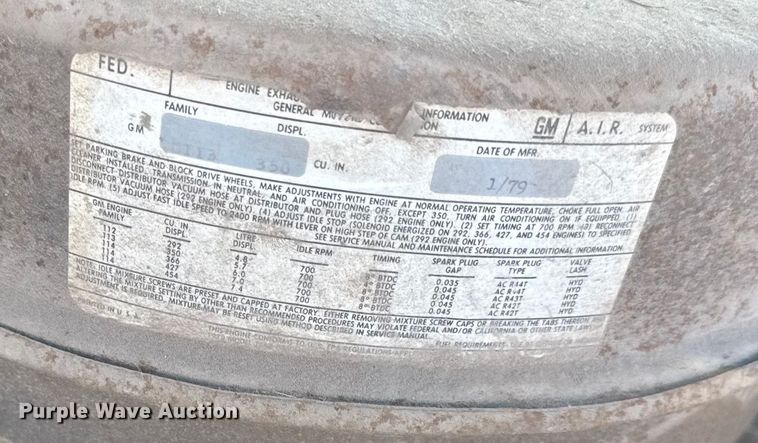 FED.
ENGINE EXHAU INFORMATION
GENERAL MOTORS CO ON
GM A.I.R. SYSTEM
FAMILY DISPL. DATE OF MFR.
GM 113 350 CU. IN. 1/79
SET PARKING BRAKE AND BLOCK DRIVE WHEELS, MAKE ADJUSTMENTS WITH ENGINE AT NORMAL OPERATING TEMPERATURE, CHOKE FULL OPEN, AIR
CLEANER INSTALLED, TRANSMISSION IN NEUTRAL, AND AIR CONDITIONING OFF, EXCEPT 350, TURN AIR CONDITIONING ON IF EQUIPPED. (1)
DISCONNECT DISTRIBUTOR VACUUM HOSE AT DISTRIBUTOR AND PLUG HOSE (292 ENGINE ONLY). (2) SET TIMING AT 700 RPM (3) RECONNECT
DISTRIBUTOR VACUUM HOSE (292 ENGINE ONLY). (4) ADJUST IDLE STOP (SOLENOID ENERGIZED ON 292, 366, 427, AND 454 ENGINES) TO SPECIFIED
IDLE RPM. (5) ADJUST FAST IDLE SPEED TO 2400 RPM WITH LEVER ON HIGH STEP OF CAM (292 ENGINE ONLY).
SEE SERVICE MANUAL AND MAINTENANCE SCHEDULE FOR ADDITIONAL INFORMATION.
GM ENGINE FAMILY CU. IN. DISPL. LITRE DISPL. IDLE RPM TIMING SPARK PLUG GAP SPARK PLUG TYPE VALVE LASH
112 292 4.8 700 8° BTDC 0.035 AC R44T HYD
113 350 5.7 700 BTDC 0.045 AC R44T HYD
114 366 6.0 700 8° BTDC 0.045 AC R43T HYD
114 427 7.0 700 8° BTDC 0.045 AC R42T HYD
114 454 7.4 700 8° BTDC 0.045 AC R42T HYD
NOTE. IDLE MIXTURE SCREWS ARE PRESET AND CAPPED AT FACTORY. EITHER REMOVING MIXTURE SCREW CAPS OR BREAKING THE TABS THEREON
ALTERING THE MIXTURE SETTING BY OTHER THAN RECOMMENDED PROCEDURES MAY VIOLATE FEDERAL AND/OR CALIFORNIA OR OTHER STATE LAW.
ADJUSTMENT IS REQUIRED, MIXTURE MAY BE RESET USING METHOD DESCRIBED IN SERVICE MANUAL.
PRINTED IN U.S.A. THIS ENGINE CONFORMS TO REGULATIONS FUEL REQUIREMENTS
Purple Wave Auction